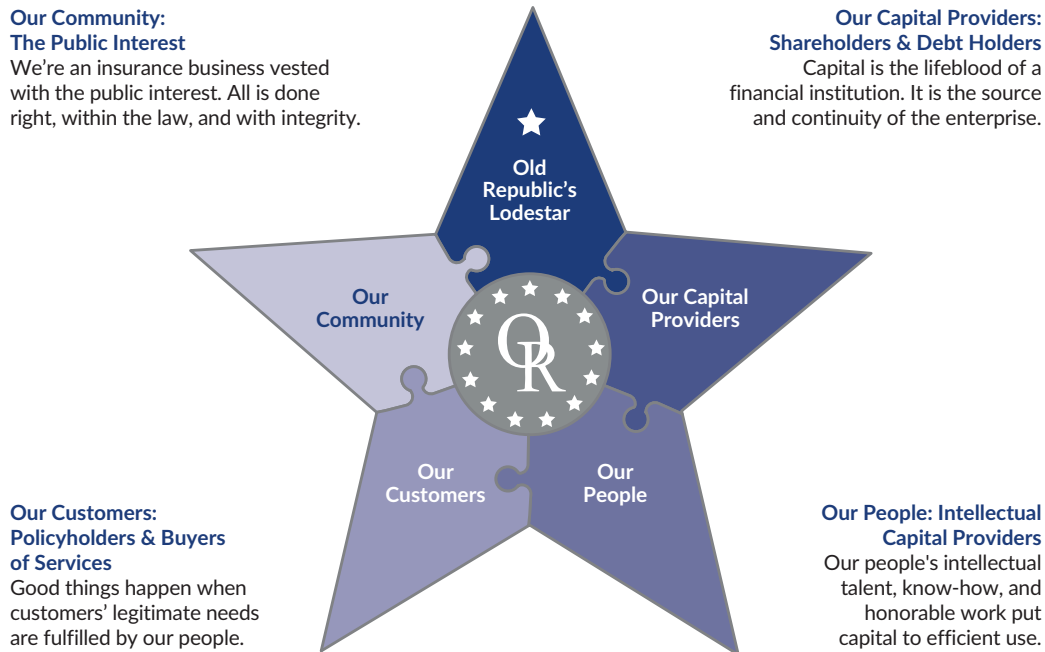 Our Community:
The Public Interest
We’re an insurance business vested
with the public interest. All is done
right, within the law, and with integrity.
Our Capital Providers:
Shareholders & Debt Holders
Capital is the lifeblood of a
financial institution. It is the source
and continuity of the enterprise.
Old
Republic’s
Lodestar
Our
Community
Our Capital
Providers
OR
Our
Customers
Our
People
Our Customers:
Policyholders & Buyers
of Services
Good things happen when
customers’ legitimate needs
are fulfilled by our people.
Our People: Intellectual
Capital Providers
Our people's intellectual
talent, know-how, and
honorable work put
capital to efficient use.